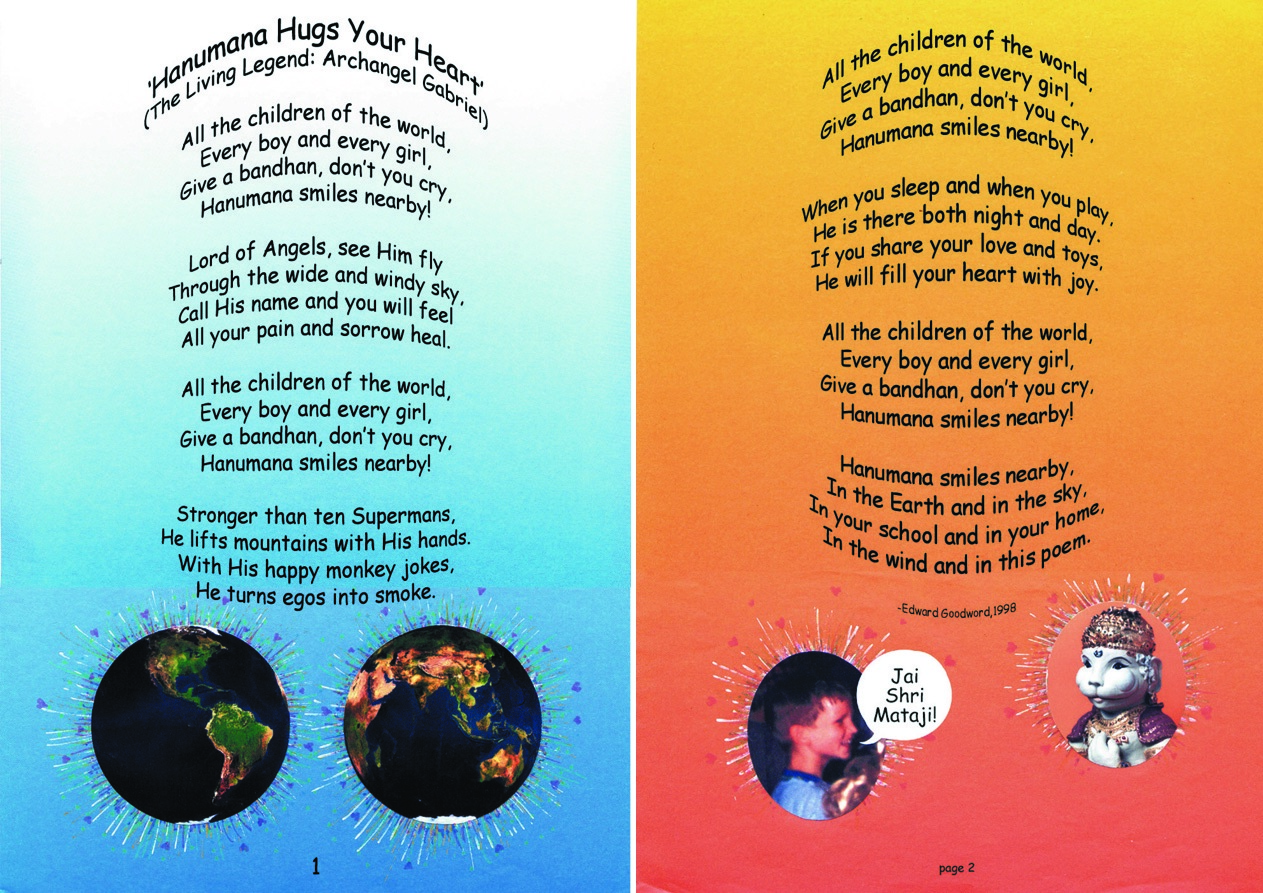 'Hanumana Hugs Your Heart'
(The Living Legend: Archangel Gabriel)
All the children of the world,
Every boy and every girl,
Give a bandhan, don't you cry,
Hanumana smiles nearby!
Lord of Angels, see Him fly
Through the wide and windy sky,
Call His name and you will feel
All your pain and sorrow heal.
All the children of the world,
Every boy and every girl,
Give a bandhan, don't you cry,
Hanumana smiles nearby!
Stronger than ten Supermans,
He lifts mountains with His hands.
With His happy monkey jokes,
He turns egos into smoke.
1
All the children of the world,
Every boy and every girl,
Give a bandhan, don't you cry,
Hanumana smiles nearby!
When you sleep and when you play,
He is there both night and day.
If you share your love and toys,
He will fill your heart with joy.
All the children of the world,
Every boy and every girl,
Give a bandhan, don't you cry,
Hanumana smiles nearby!
Hanumana smiles nearby,
In the Earth and in the sky,
In your school and in your home,
In the wind and in this poem.
-Edward Goodword,1998
Jai
Shri
Mataji!
page 2